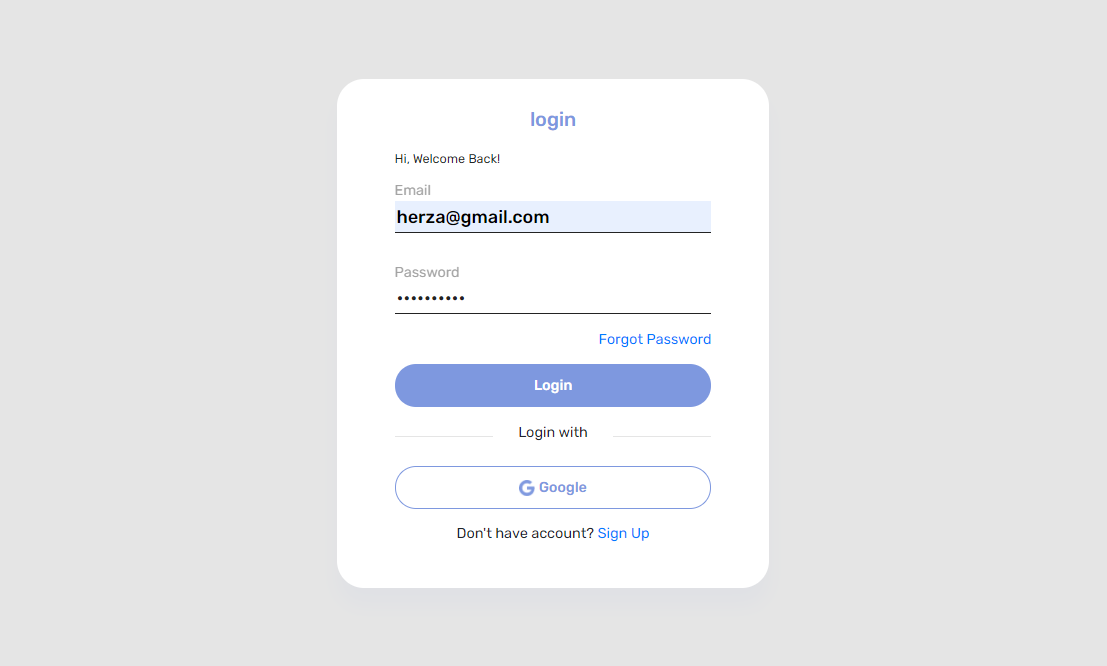 login
Hi, Welcome Back!
Email
herza@gmail.com
Password
••••••••••
Forgot Password
Login
Login with
Google
Don't have account? Sign Up